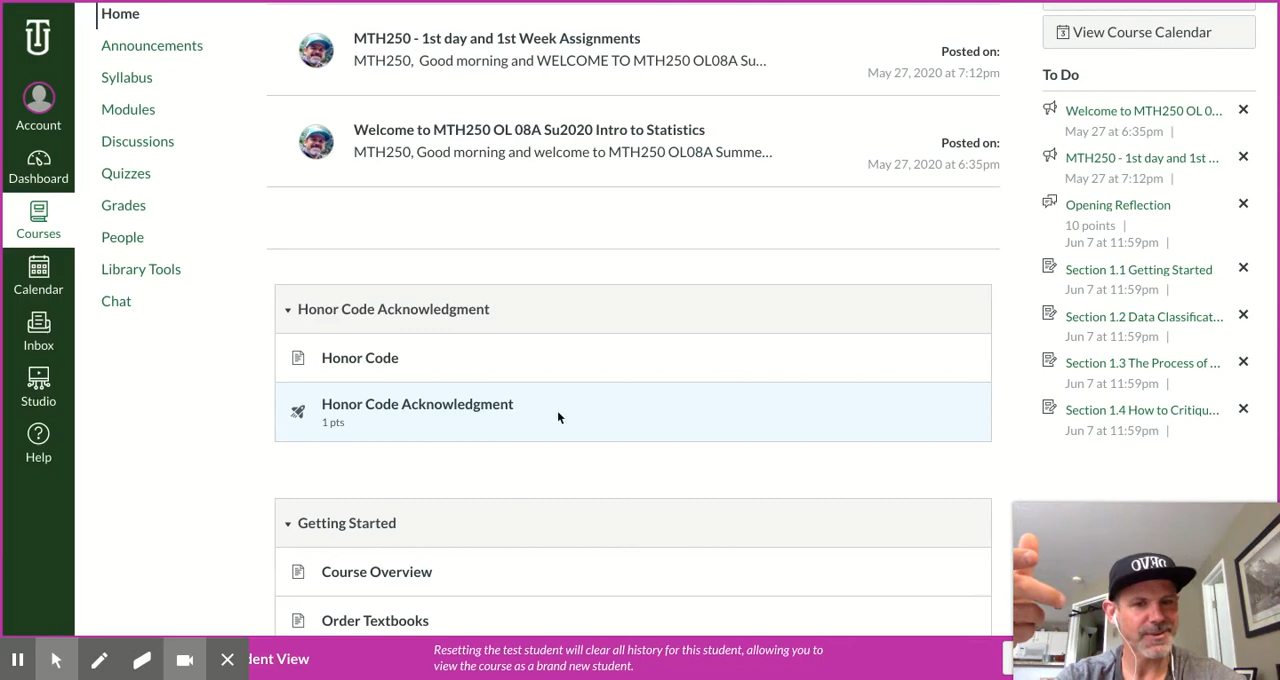 Account
Dashboard
Courses
Calendar
Inbox
Studio
Help
Home
Announcements
Syllabus
Modules
Discussions
Quizzes
Grades
People
Library Tools
Chat
MTH250 - 1st day and 1st Week Assignments
MTH250, Good morning and WELCOME TO MTH250 OL08A Su...
Posted on:
May 27, 2020 at 7:12pm
Welcome to MTH250 OL 08A Su2020 Intro to Statistics
MTH250, Good morning and welcome to MTH250 OL08A Summe...
Posted on:
May 27, 2020 at 6:35pm
Honor Code Acknowledgment
Honor Code
Honor Code Acknowledgment
1 pts
Getting Started
Course Overview
Order Textbooks
View Course Calendar
To Do
Welcome to MTH250 OL 0...
May 27 at 6:35pm |
MTH250 - 1st day and 1st ...
May 27 at 7:12pm |
Opening Reflection
10 points |
Jun 7 at 11:59pm |
Section 1.1 Getting Started
Jun 7 at 11:59pm |
Section 1.2 Data Classificat...
Jun 7 at 11:59pm |
Section 1.3 The Process of ...
Jun 7 at 11:59pm |
Section 1.4 How to Critiqu...
Jun 7 at 11:59pm |
dent View
Resetting the test student will clear all history for this student, allowing you to
view the course as a brand new student.